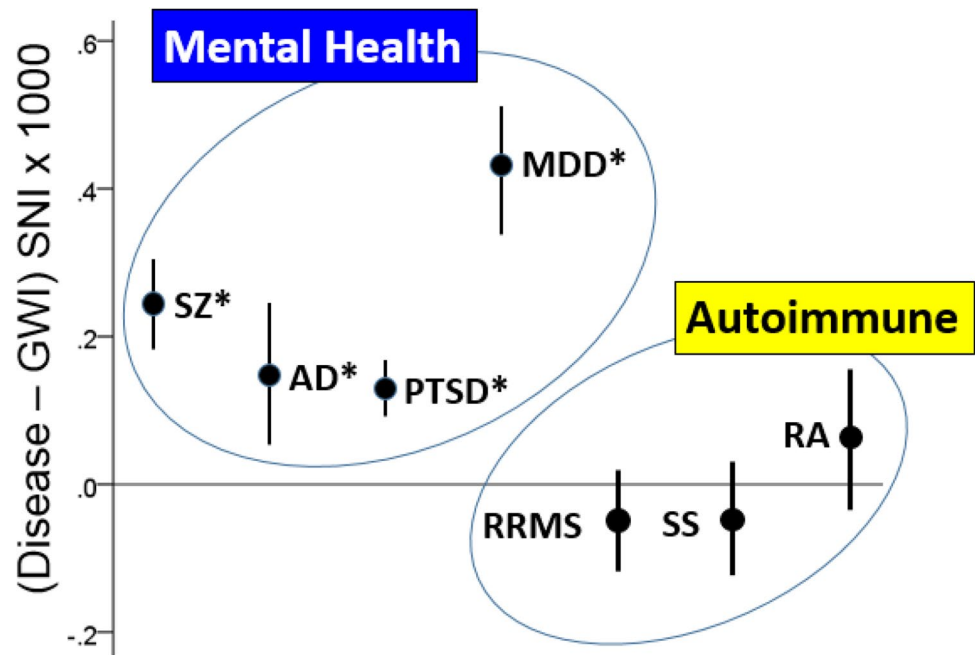 Mental Health
(Disease – GWI) SNI x 1000
.6
.4
.2
.0
-.2
MDD*
SZ*
AD*
PTSD*
Autoimmune
RA
RRMS
SS